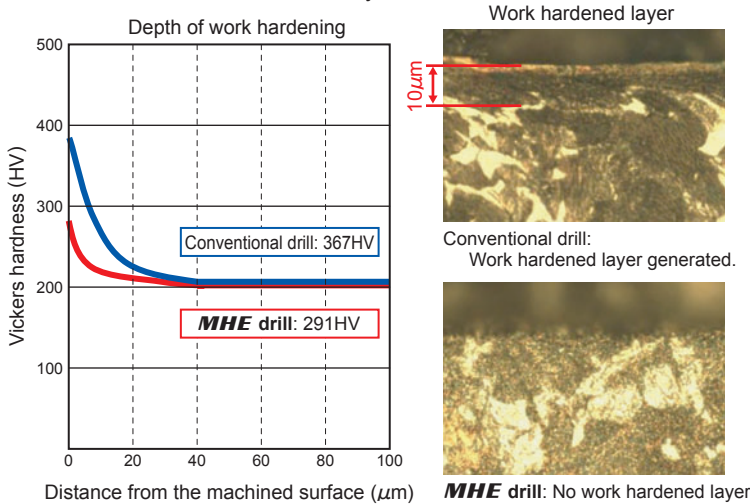 Depth of work hardening
500
400
300
200
100
0 20 40 60 80 100
Vickers hardness (HV)
Distance from the machined surface (μm)
Conventional drill: 367HV
MHE drill: 291HV
Work hardened layer
10μm
Conventional drill:
Work hardened layer generated.
MHE drill: No work hardened layer